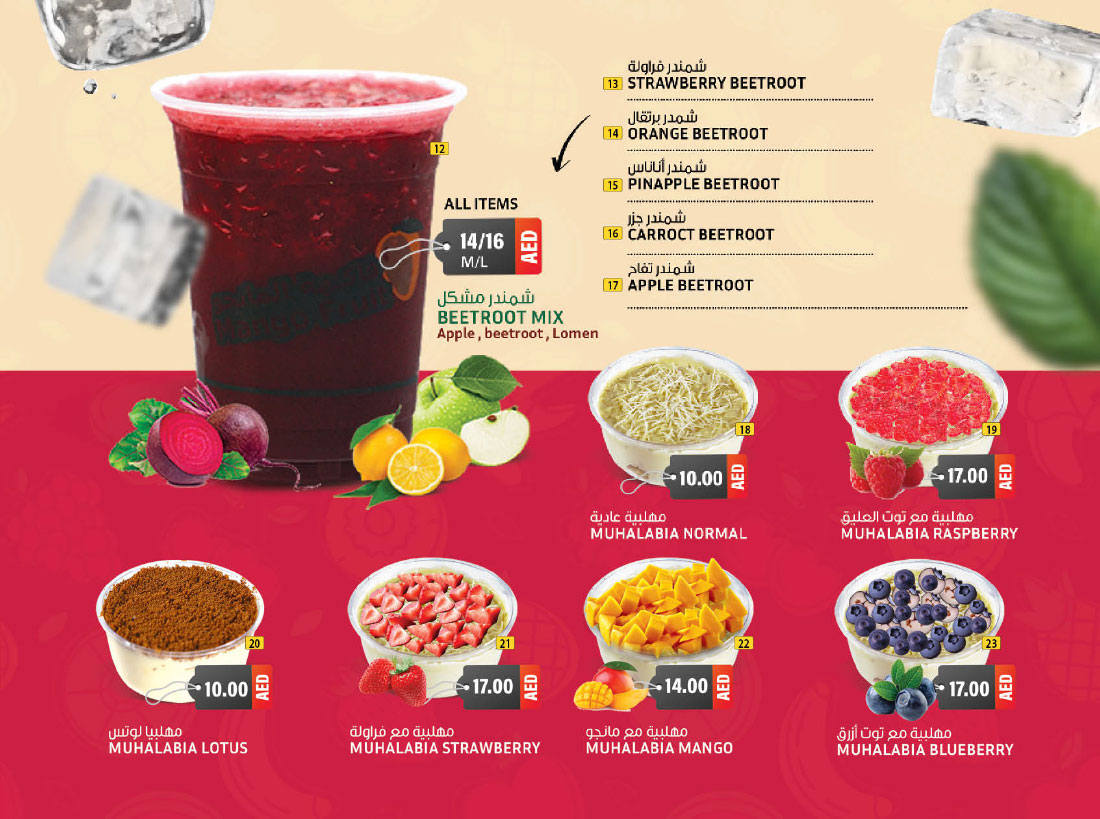 12
ALL ITEMS
14/16
M/L
AED
شمندر مشكل
BEETROOT MIX
Apple , beetroot , Lomen
شمندر فراولة
13 STRAWBERRY BEETROOT
شمدر برتقال
14 ORANGE BEETROOT
شمندر أناناس
15 PINAPPLE BEETROOT
شمندر جزر
16 CARROCT BEETROOT
شمندر تفاح
17 APPLE BEETROOT
18
10.00 AED
مهلبية عادية
MUHALABIA NORMAL
19
17.00 AED
مهلبية مع توت العليق
MUHALABIA RASPBERRY
20
10.00 AED
مهلبيا لوتس
MUHALABIA LOTUS
21
17.00 AED
مهلبية مع فراولة
MUHALABIA STRAWBERRY
22
14.00 AED
مهلبية مع مانجو
MUHALABIA MANGO
23
17.00 AED
مهلبية مع توت أزرق
MUHALABIA BLUEBERRY